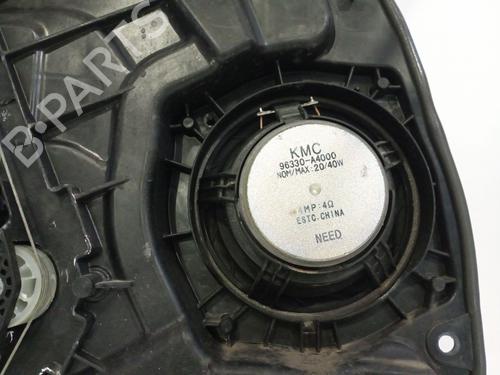 B-PARTS
KMC
96330-A4000
NOM/MAX:20/40W
IMP:4Ω
ESTC.CHINA
NEED